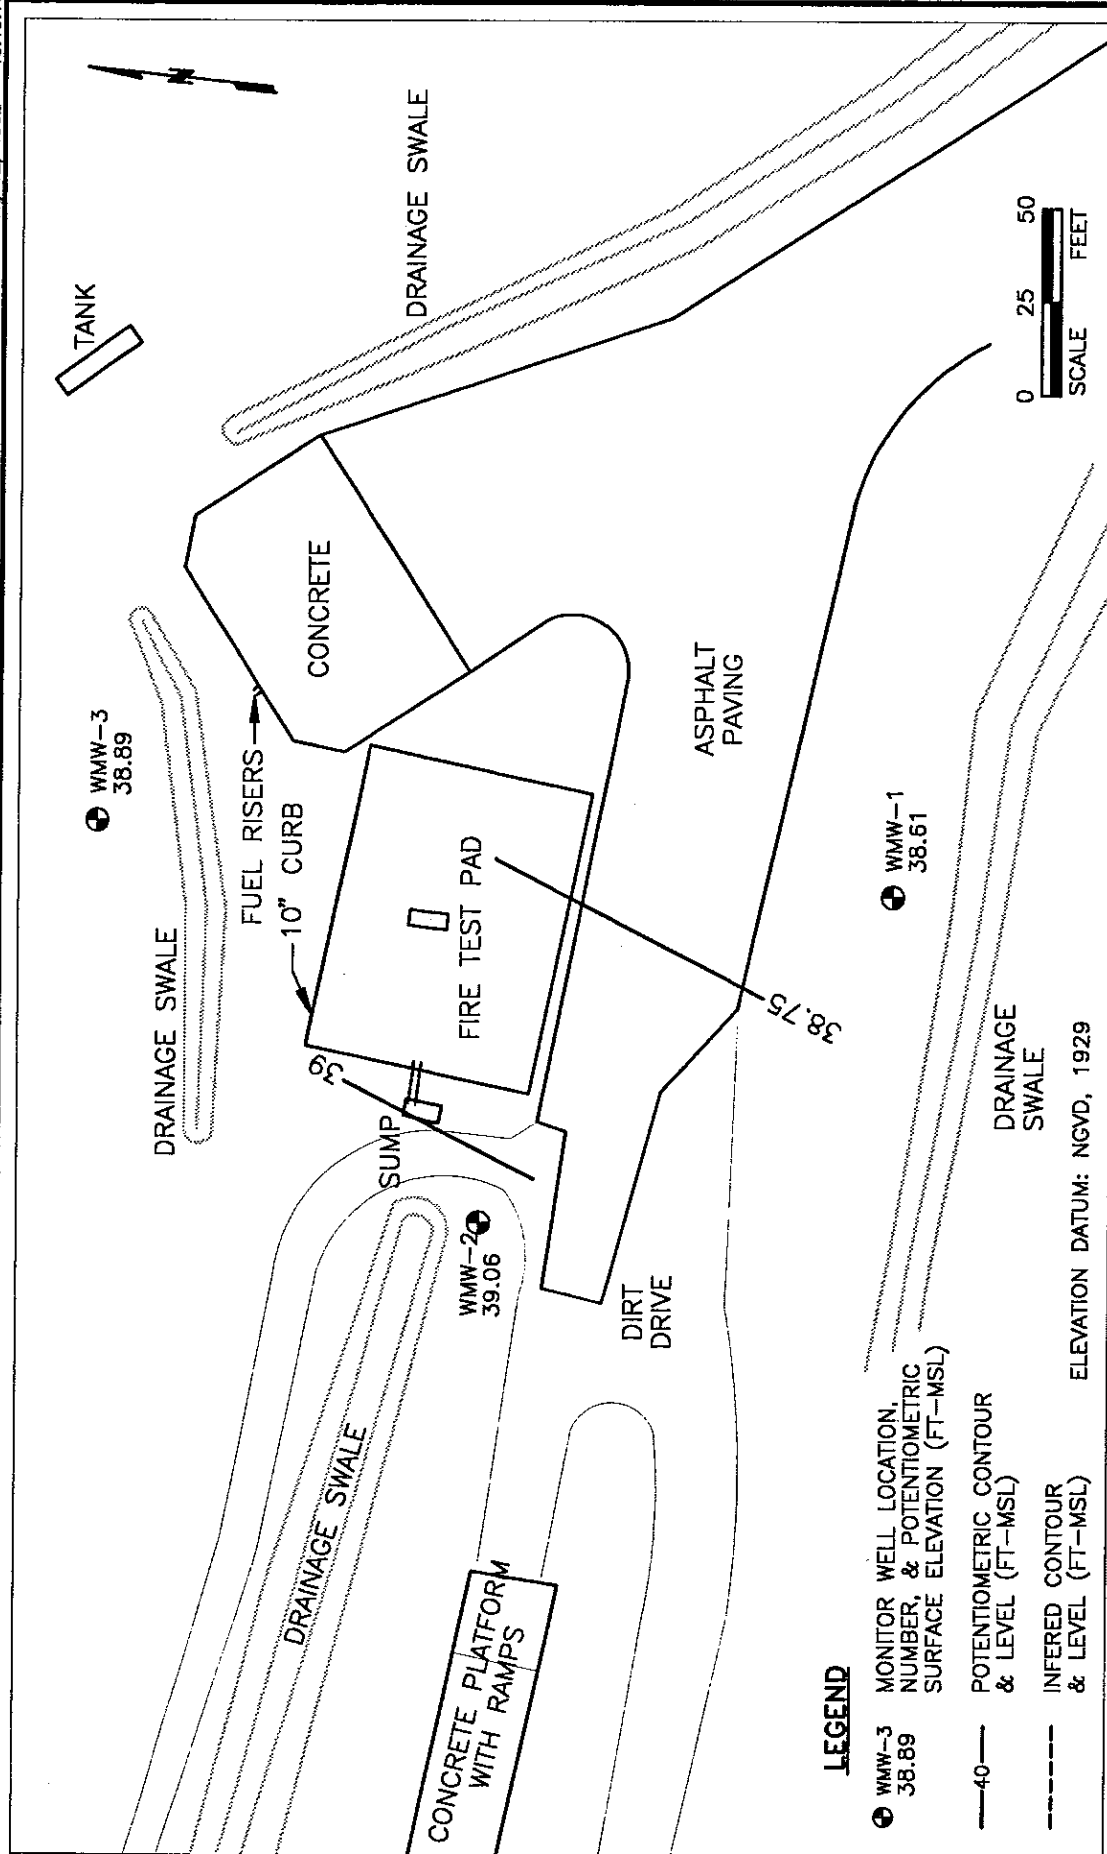 N
TANK
DRAINAGE SWALE
WMW-3
38.89
CONCRETE
FUEL RISERS
10" CURB
DRAINAGE SWALE
FIRE TEST PAD
ASPHALT
PAVING
39
SUMP
38.75
WMW-1
38.61
WMW-2
39.06
DIRT
DRIVE
DRAINAGE
SWALE
DRAINAGE SWALE
CONCRETE PLATFORM
WITH RAMPS
0 25 50
SCALE FEET
LEGEND
WMW-3
38.89
MONITOR WELL LOCATION,
NUMBER, & POTENTIOMETRIC
SURFACE ELEVATION (FT-MSL)
40
POTENTIOMETRIC CONTOUR
& LEVEL (FT-MSL)
INFERED CONTOUR
& LEVEL (FT-MSL)
ELEVATION DATUM: NGVD, 1929